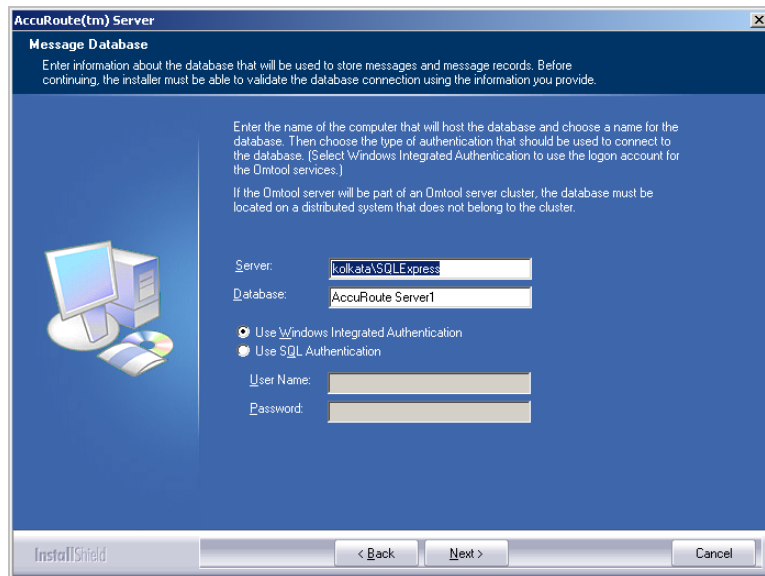 AccuRoute(tm) Server
Message Database
Enter information about the database that will be used to store messages and message records. Before
continuing, the installer must be able to validate the database connection using the information you provide.
Enter the name of the computer that will host the database and choose a name for the
database. Then choose the type of authentication that should be used to connect to
the database. (Select Windows Integrated Authentication to use the logon account for
the Omtool services.)
If the Omtool server will be part of an Omtool server cluster, the database must be
located on a distributed system that does not belong to the cluster.
Server: kolkata\SQLExpress
Database: AccuRoute Server1
Use Windows Integrated Authentication
Use SQL Authentication
User Name:
Password:
InstallShield
< Back Next > Cancel